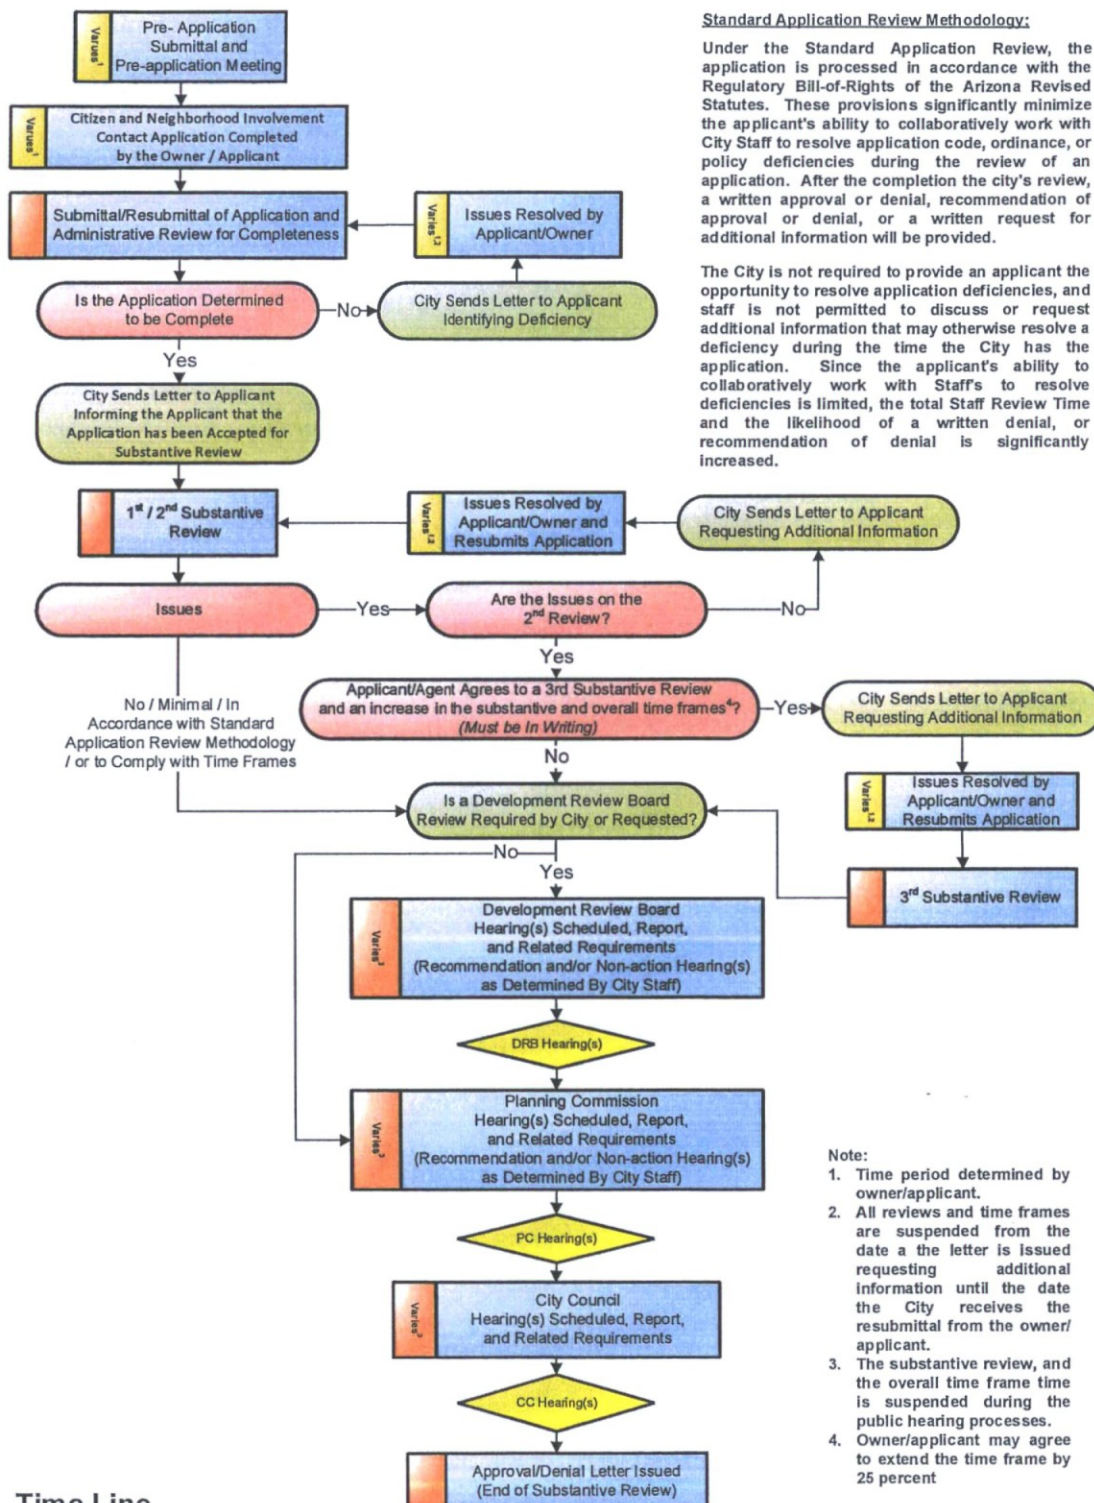 Standard Application Review Methodology:
Under the Standard Application Review, the
application is processed in accordance with the
Regulatory Bill-of-Rights of the Arizona Revised
Statutes. These provisions significantly minimize
the applicant's ability to collaboratively work with
City Staff to resolve application code, ordinance, or
policy deficiencies during the review of an
application. After the completion the city's review,
a written approval or denial, recommendation of
approval or denial, or a written request for
additional information will be provided.
The City is not required to provide an applicant the
opportunity to resolve application deficiencies, and
staff is not permitted to discuss or request
additional information that may otherwise resolve a
deficiency during the time the City has the
application. Since the applicant's ability to
collaboratively work with Staff's to resolve
deficiencies is limited, the total Staff Review Time
and the likelihood of a written denial, or
recommendation of denial is significantly
increased.
Varues1
Pre- Application
Submittal and
Pre-application Meeting
Varues1
Citizen and Neighborhood Involvement
Contact Application Completed
by the Owner / Applicant
Submittal/Resubmittal of Application and
Administrative Review for Completeness
Varies1,2
Issues Resolved by
Applicant/Owner
Is the Application Determined
to be Complete
No
City Sends Letter to Applicant
Identifying Deficiency
Yes
City Sends Letter to Applicant
Informing the Applicant that the
Application has been Accepted for
Substantive Review
1st / 2nd Substantive
Review
Varies1,2
Issues Resolved by
Applicant/Owner and
Resubmits Application
City Sends Letter to Applicant
Requesting Additional Information
Issues
Yes
Are the Issues on the
2nd Review?
No
Yes
No / Minimal / In
Accordance with Standard
Application Review Methodology
/ or to Comply with Time Frames
Applicant/Agent Agrees to a 3rd Substantive Review
and an increase in the substantive and overall time frames4?
(Must be In Writing)
Yes
City Sends Letter to Applicant
Requesting Additional Information
No
Varies1,2
Issues Resolved by
Applicant/Owner and
Resubmits Application
Is a Development Review Board
Review Required by City or Requested?
3rd Substantive Review
No
Yes
Varies3
Development Review Board
Hearing(s) Scheduled, Report,
and Related Requirements
(Recommendation and/or Non-action Hearing(s)
as Determined By City Staff)
DRB Hearing(s)
Varies3
Planning Commission
Hearing(s) Scheduled, Report,
and Related Requirements
(Recommendation and/or Non-action Hearing(s)
as Determined By City Staff)
PC Hearing(s)
Varies3
City Council
Hearing(s) Scheduled, Report,
and Related Requirements
CC Hearing(s)
Approval/Denial Letter Issued
(End of Substantive Review)
Note:
1. Time period determined by
owner/applicant.
2. All reviews and time frames
are suspended from the
date a the letter is issued
requesting additional
information until the date
the City receives the
resubmittal from the owner/
applicant.
3. The substantive review, and
the overall time frame time
is suspended during the
public hearing processes.
4. Owner/applicant may agree
to extend the time frame by
25 percent
Time Line